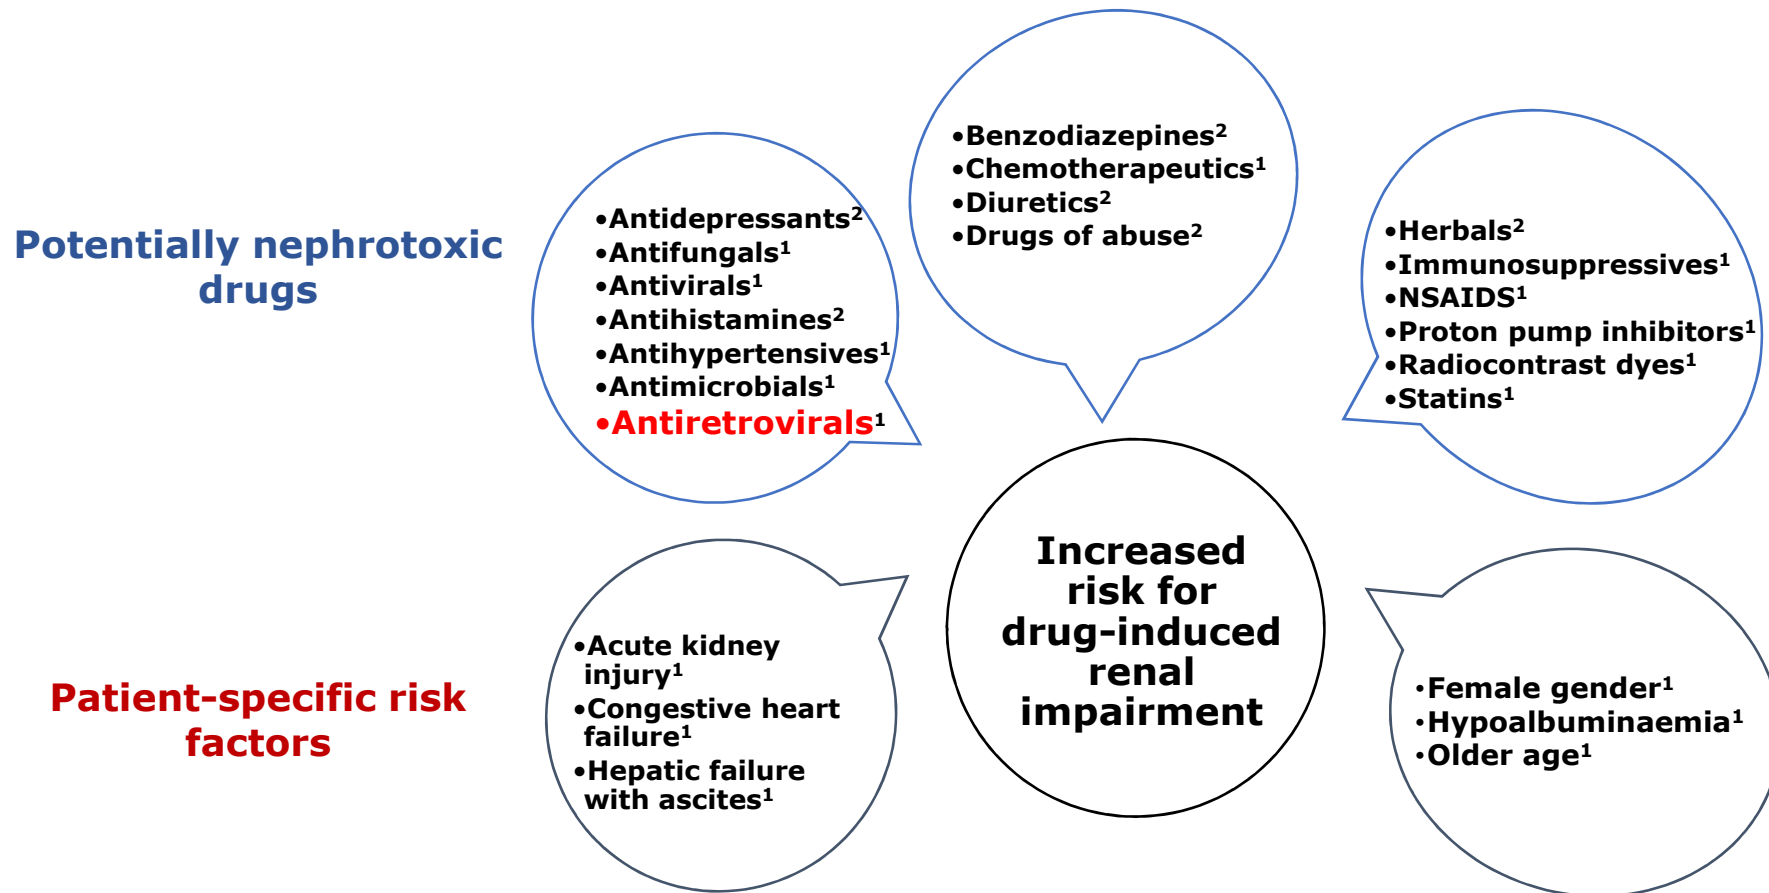 Potentially nephrotoxic
drugs
•Antidepressants²
•Antifungals¹
•Antivirals¹
•Antihistamines²
•Antihypertensives¹
•Antimicrobials¹
•Antiretrovirals¹
•Benzodiazepines²
•Chemotherapeutics¹
•Diuretics²
•Drugs of abuse²
•Herbals²
•Immunosuppressives¹
•NSAIDS¹
•Proton pump inhibitors¹
•Radiocontrast dyes¹
•Statins¹
Increased
risk for
drug-induced
renal
impairment
Patient-specific risk
factors
•Acute kidney
injury¹
•Congestive heart
failure¹
•Hepatic failure
with ascites¹
•Female gender¹
•Hypoalbuminaemia¹
•Older age¹